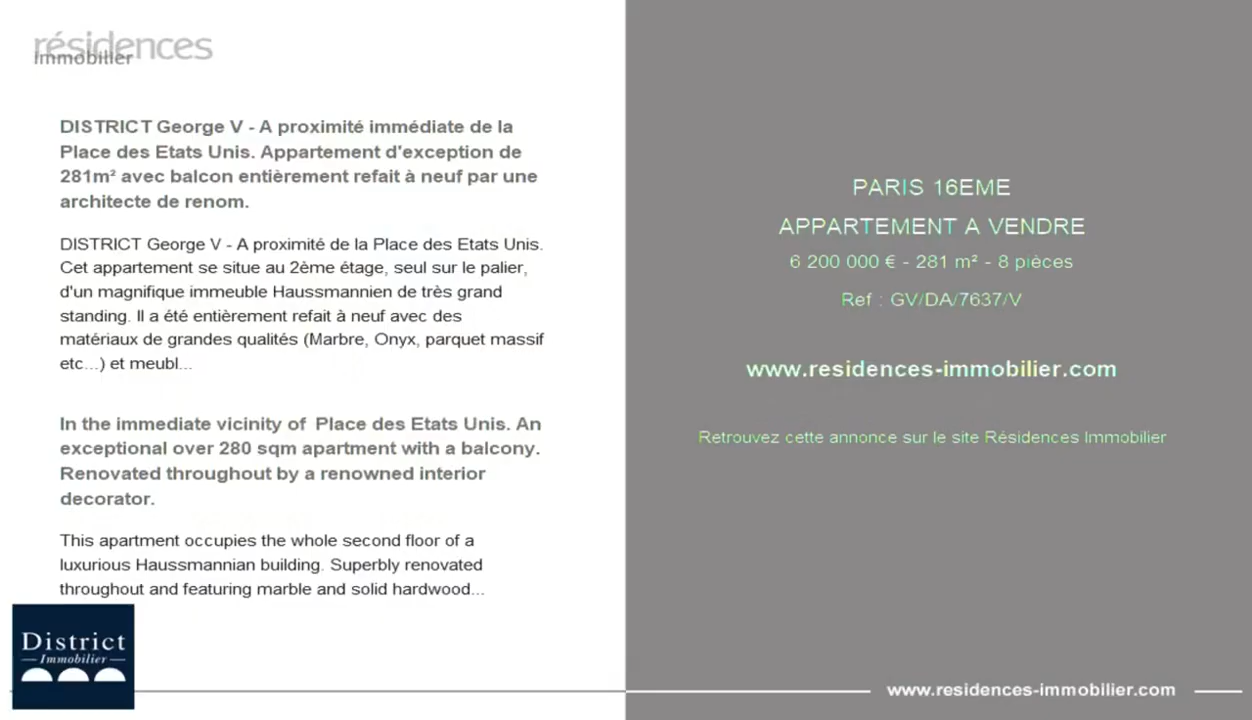 résidences
immobilier
DISTRICT George V - A proximité immédiate de la
Place des Etats Unis. Appartement d'exception de
281m² avec balcon entièrement refait à neuf par une
architecte de renom.
DISTRICT George V - A proximité de la Place des Etats Unis.
Cet appartement se situe au 2ème étage, seul sur le palier,
d'un magnifique immeuble Haussmannien de très grand
standing. Il a été entièrement refait à neuf avec des
matériaux de grandes qualités (Marbre, Onyx, parquet massif
etc...) et meubl...
In the immediate vicinity of  Place des Etats Unis. An
exceptional over 280 sqm apartment with a balcony.
Renovated throughout by a renowned interior
decorator.
This apartment occupies the whole second floor of a
luxurious Haussmannian building. Superbly renovated
throughout and featuring marble and solid hardwood...
District
Immobilier
PARIS 16EME
APPARTEMENT A VENDRE
6 200 000 € - 281 m² - 8 pièces
Ref : GV/DA/7637/V
www.residences-immobilier.com
Retrouvez cette annonce sur le site Résidences Immobilier
www.residences-immobilier.com